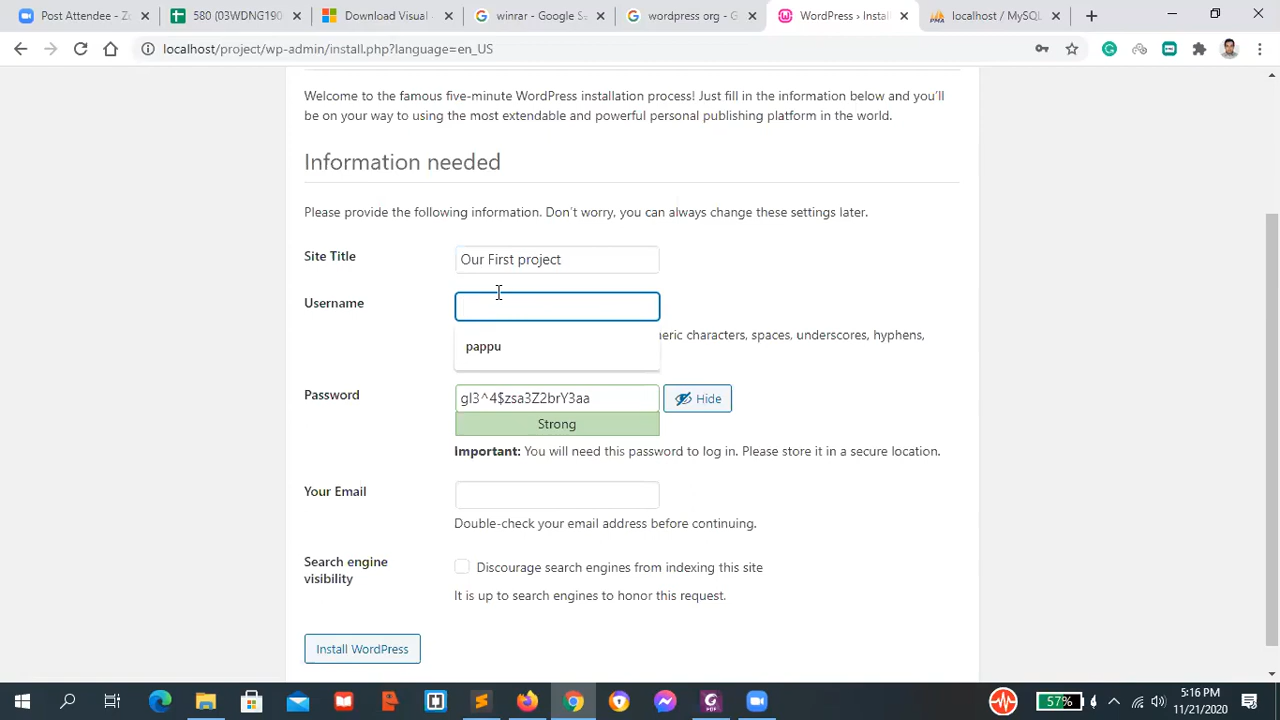 PostAttendee - Zo
580 (03WDNG190
Download Visual
winrar - Google S
wordpress org - G
WordPress › Instal
localhost / MySQL
localhost/project/wp-admin/install.php?language=en_US
Welcome to the famous five-minute WordPress installation process! Just fill in the information below and you'll
be on your way to using the most extendable and powerful personal publishing platform in the world.
Information needed
Please provide the following information. Don't worry, you can always change these settings later.
Site Title
Our First project
Username
eric characters, spaces, underscores, hyphens,
pappu
Password
gl3^4$zsa3Z2brY3aa
Hide
Strong
Important: You will need this password to log in. Please store it in a secure location.
Your Email
Double-check your email address before continuing.
Search engine
visibility
Discourage search engines from indexing this site
It is up to search engines to honor this request.
Install WordPress
57%
5:16 PM
11/21/2020